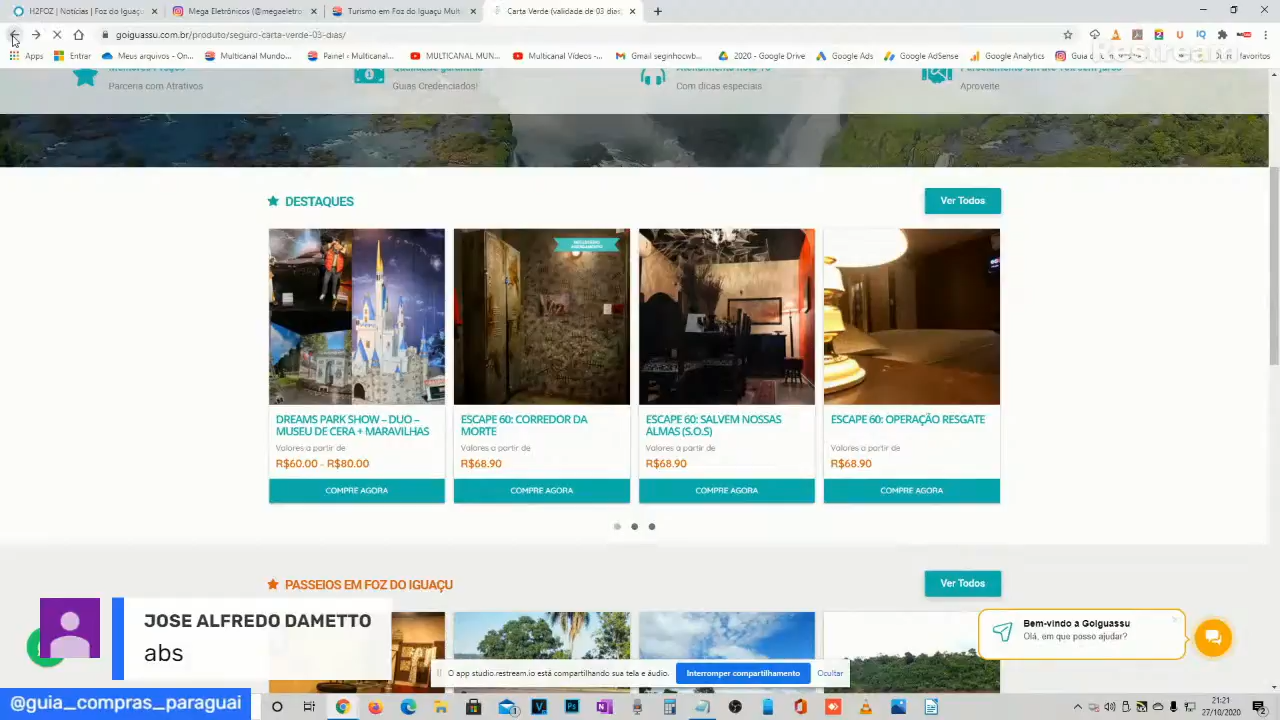 H2FOZ | Notícias | Foz do Iguaçu
Mega Eletrônicos (@megaeletro
Turismo em Foz do Iguaçu | Pas
Carta Verde (validade de 03 dias
goiguassu.com.br/produto/seguro-carta-verde-03-dias/
Apps
Entrar
Meus arquivos - On...
Multicanal Mundo...
Painel ‹ Multicanal...
MULTICANAL MUN...
Multicanal Vídeos -...
Gmail seginhowcb...
2020 - Google Drive
Google Ads
Google AdSense
Google Analytics
favoritos
Restream
Parceria com Atrativos
Guias Credenciados!
Com dicas especiais
Aproveite
DESTAQUES
Ver Todos
DREAMS PARK SHOW – DUO –
MUSEU DE CERA + MARAVILHAS
Valores a partir de
R$60.00 - R$80.00
COMPRE AGORA
ESCAPE 60: CORREDOR DA
MORTE
Valores a partir de
R$68.90
COMPRE AGORA
ESCAPE 60: SALVEM NOSSAS
ALMAS (S.O.S)
Valores a partir de
R$68.90
COMPRE AGORA
ESCAPE 60: OPERAÇÃO RESGATE
Valores a partir de
R$68.90
COMPRE AGORA
PASSEIOS EM FOZ DO IGUAÇU
Ver Todos
JOSE ALFREDO DAMETTO
abs
Bem-vindo a Goiguassu
Olá, em que posso ajudar?
O app studio.restream.io está compartilhando sua tela e áudio.
Interromper compartilhamento
Ocultar
@guia_compras_paraguai
27/10/2020